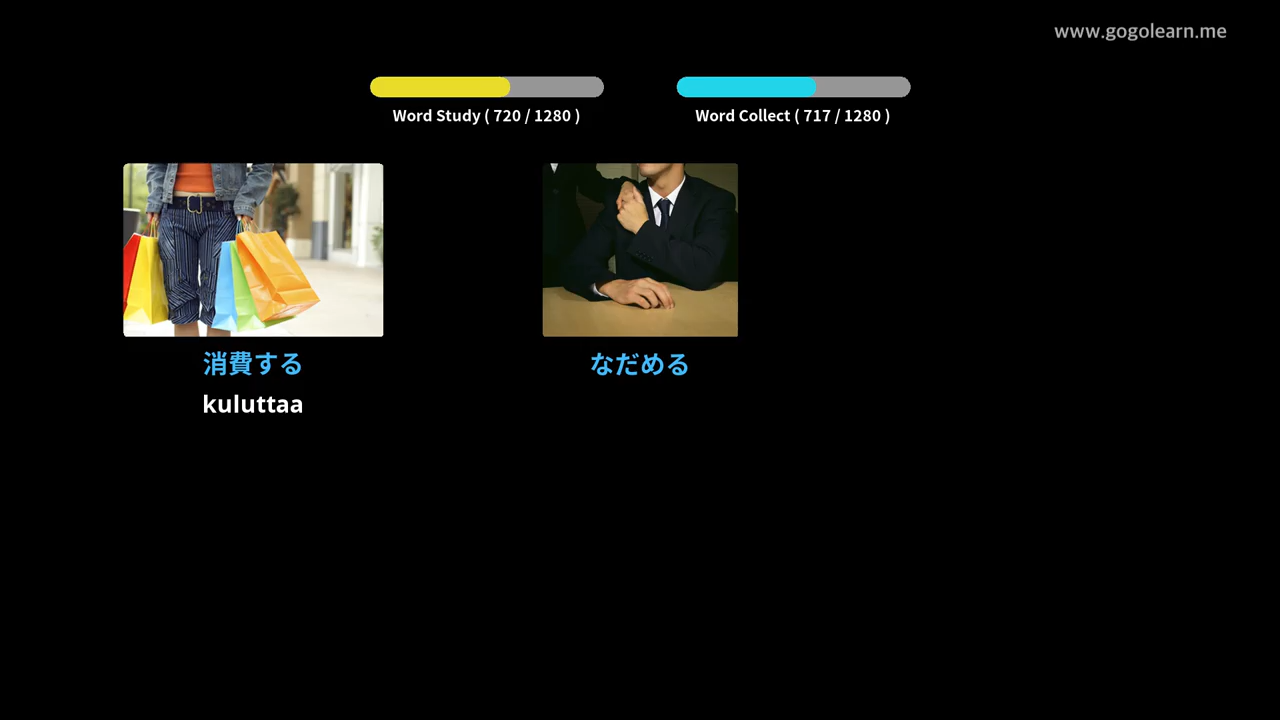 www.gogolearn.me
Word Study ( 720 / 1280 )
Word Collect ( 717 / 1280 )
消費する
なだめる
kuluttaa